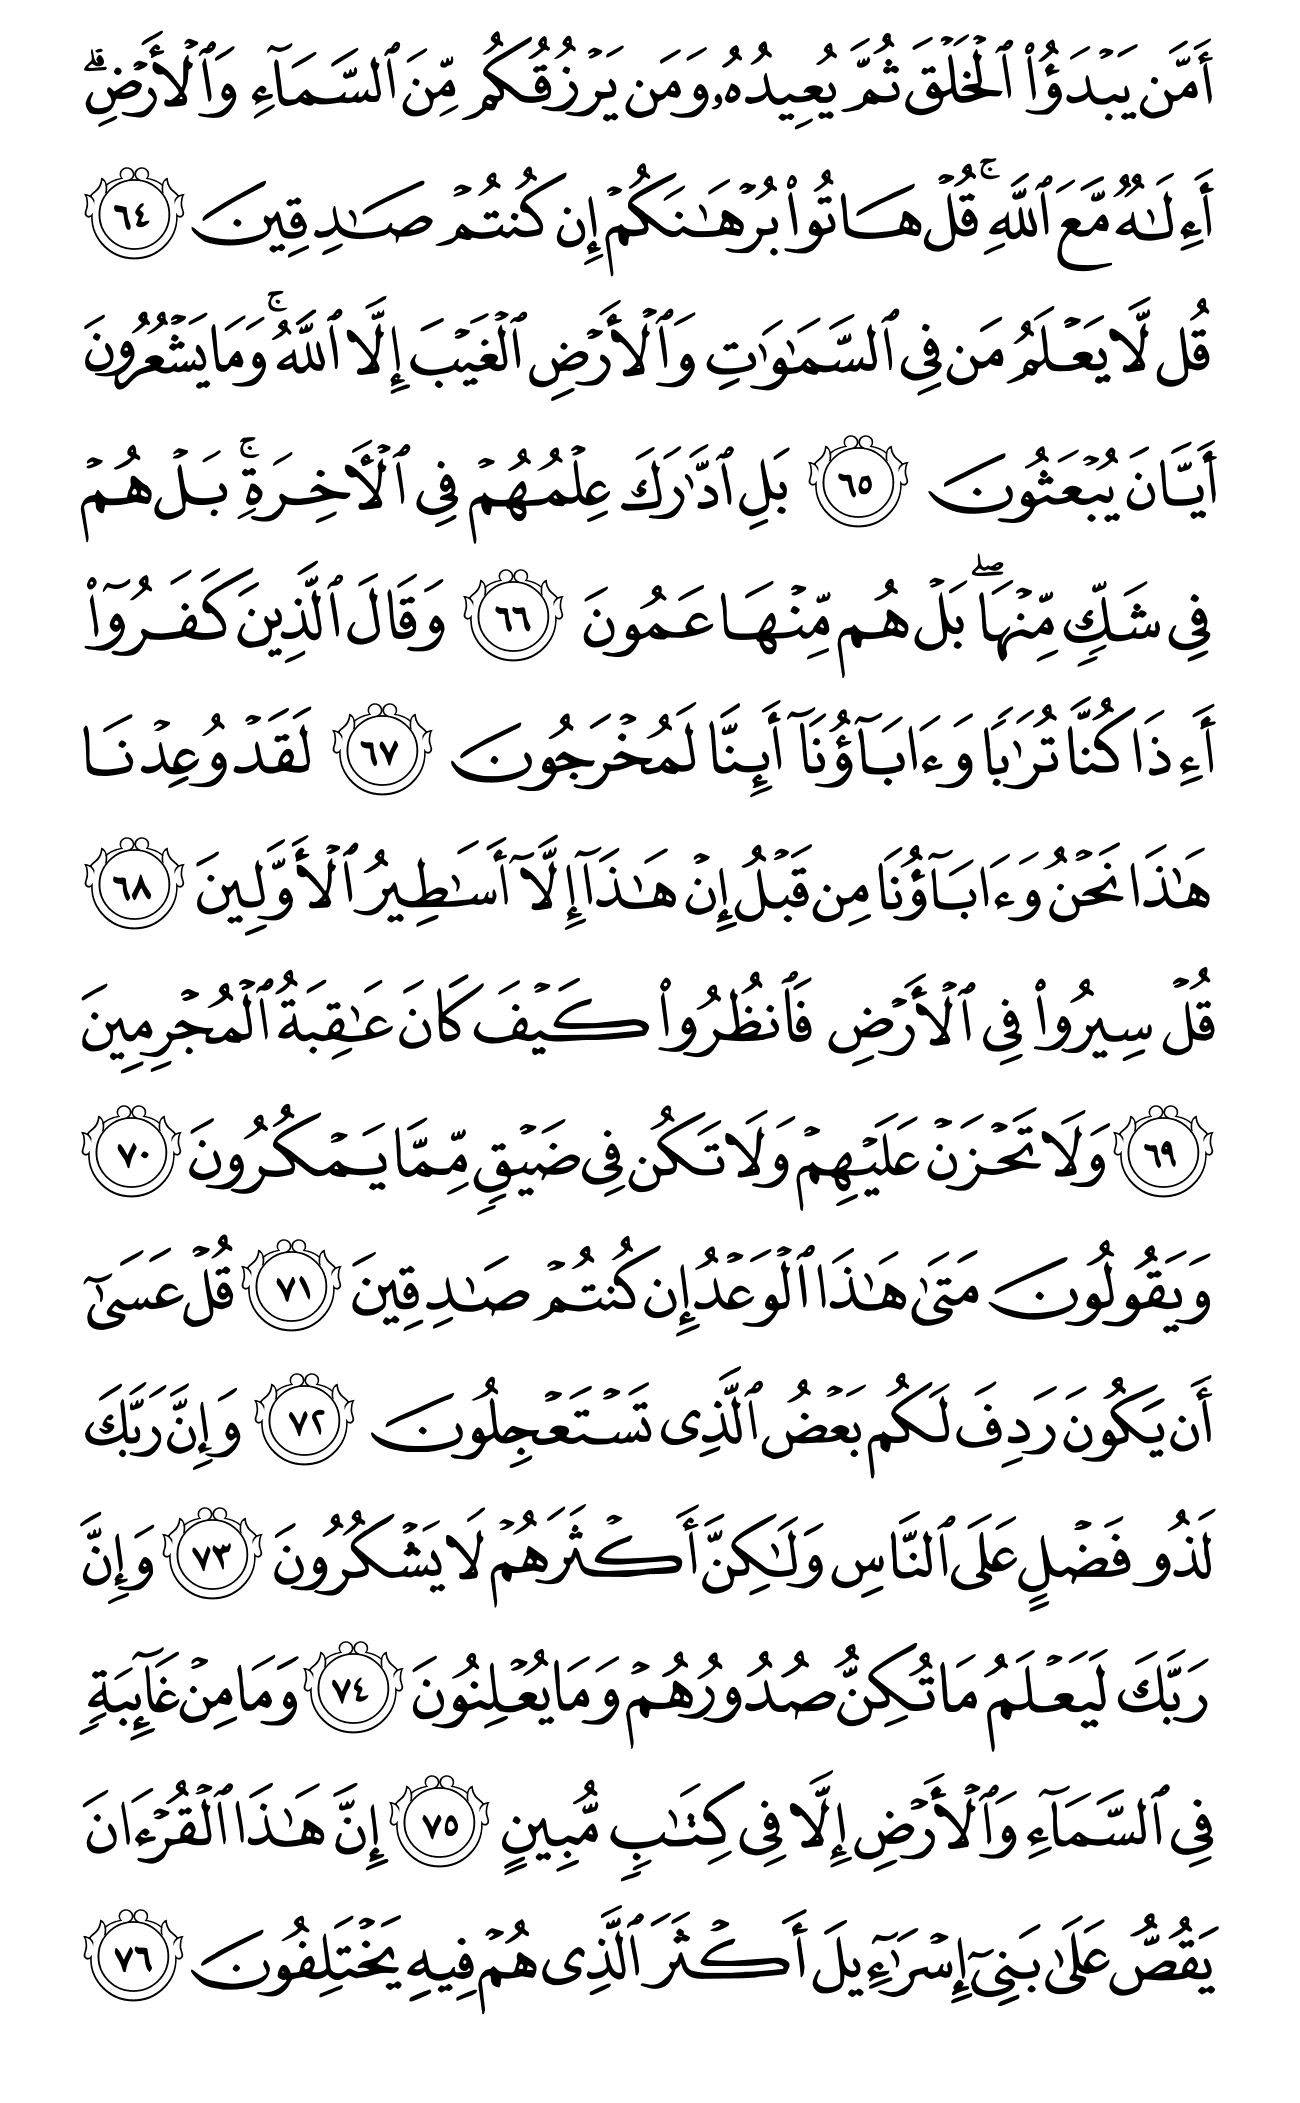 أَمَّن يَبۡدَؤُاْ ٱلۡخَلۡقَ ثُمَّ يُعِيدُهُۥ وَمَن يَرۡزُقُكُم مِّنَ ٱلسَّمَآءِ وَٱلۡأَرۡضِۗ
أَءِلَٰهٞ مَّعَ ٱللَّهِۚ قُلۡ هَاتُواْ بُرۡهَٰنَكُمۡ إِن كُنتُمۡ صَٰدِقِينَ ٦٤
قُل لَّا يَعۡلَمُ مَن فِي ٱلسَّمَٰوَٰتِ وَٱلۡأَرۡضِ ٱلۡغَيۡبَ إِلَّا ٱللَّهُۚ وَمَا يَشۡعُرُونَ
أَيَّانَ يُبۡعَثُونَ ٦٥ بَلِ ٱدَّٰرَكَ عِلۡمُهُمۡ فِي ٱلۡأٓخِرَةِۚ بَلۡ هُمۡ
فِي شَكّٖ مِّنۡهَاۖ بَلۡ هُم مِّنۡهَا عَمُونَ ٦٦ وَقَالَ ٱلَّذِينَ كَفَرُوٓاْ
أَءِذَا كُنَّا تُرَٰبٗا وَءَابَآؤُنَآ أَئِنَّا لَمُخۡرَجُونَ ٦٧ لَقَدۡ وُعِدۡنَا
هَٰذَا نَحۡنُ وَءَابَآؤُنَا مِن قَبۡلُ إِنۡ هَٰذَآ إِلَّآ أَسَٰطِيرُ ٱلۡأَوَّلِينَ ٦٨
قُلۡ سِيرُواْ فِي ٱلۡأَرۡضِ فَٱنظُرُواْ كَيۡفَ كَانَ عَٰقِبَةُ ٱلۡمُجۡرِمِينَ
٦٩ وَلَا تَحۡزَنۡ عَلَيۡهِمۡ وَلَا تَكُن فِي ضَيۡقٖ مِّمَّا يَمۡكُرُونَ ٧٠
وَيَقُولُونَ مَتَىٰ هَٰذَا ٱلۡوَعۡدُ إِن كُنتُمۡ صَٰدِقِينَ ٧١ قُلۡ عَسَىٰٓ
أَن يَكُونَ رَدِفَ لَكُم بَعۡضُ ٱلَّذِي تَسۡتَعۡجِلُونَ ٧٢ وَإِنَّ رَبَّكَ
لَذُو فَضۡلٍ عَلَى ٱلنَّاسِ وَلَٰكِنَّ أَكۡثَرَهُمۡ لَا يَشۡكُرُونَ ٧٣ وَإِنَّ
رَبَّكَ لَيَعۡلَمُ مَا تُكِنُّ صُدُورُهُمۡ وَمَا يُعۡلِنُونَ ٧٤ وَمَا مِنۡ غَآئِبَةٖ
فِي ٱلسَّمَآءِ وَٱلۡأَرۡضِ إِلَّا فِي كِتَٰبٖ مُّبِينٍ ٧٥ إِنَّ هَٰذَا ٱلۡقُرۡءَانَ
يَقُصُّ عَلَىٰ بَنِيٓ إِسۡرَٰٓءِيلَ أَكۡثَرَ ٱلَّذِي هُمۡ فِيهِ يَخۡتَلِفُونَ ٧٦